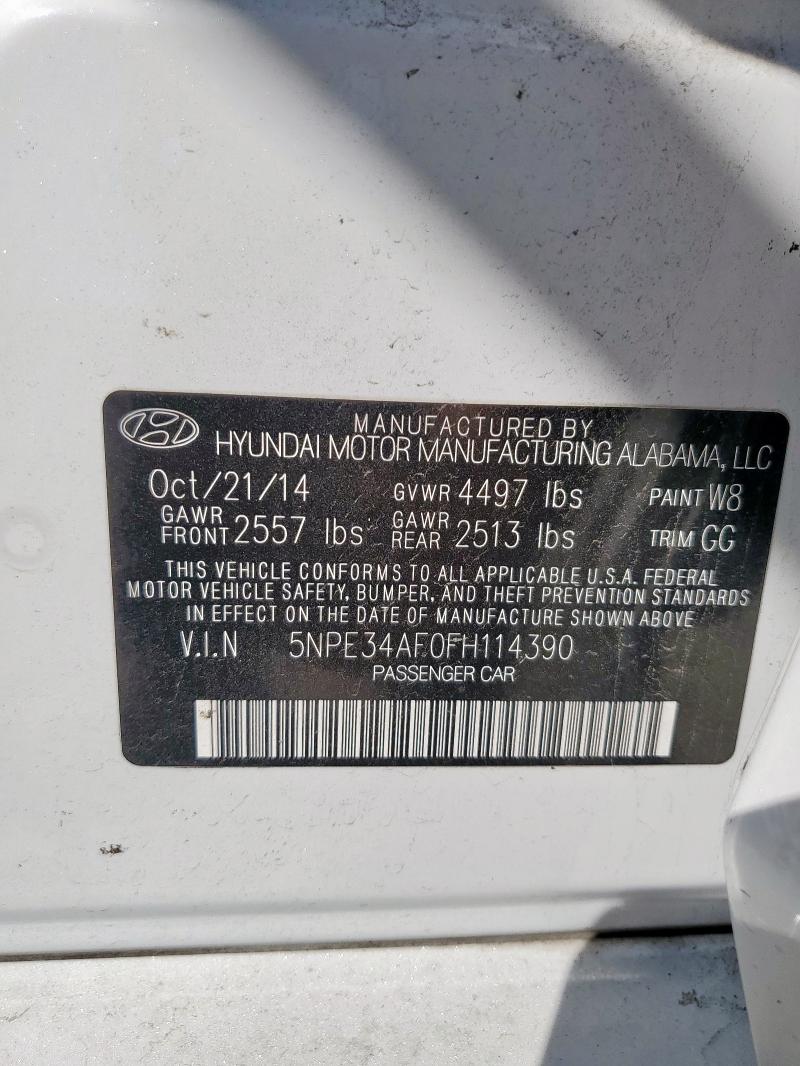 MANUFACTURED BY
HYUNDAI MOTOR MANUFACTURING ALABAMA, LLC
Oct/21/14 GVWR 4497 lbs PAINT W8
GAWR FRONT 2557 lbs GAWR REAR 2513 lbs TRIM GG
THIS VEHICLE CONFORMS TO ALL APPLICABLE U.S.A. FEDERAL
MOTOR VEHICLE SAFETY, BUMPER, AND THEFT PREVENTION STANDARDS
IN EFFECT ON THE DATE OF MANUFACTURE SHOWN ABOVE
V.I.N 5NPE34AF0FH114390
PASSENGER CAR